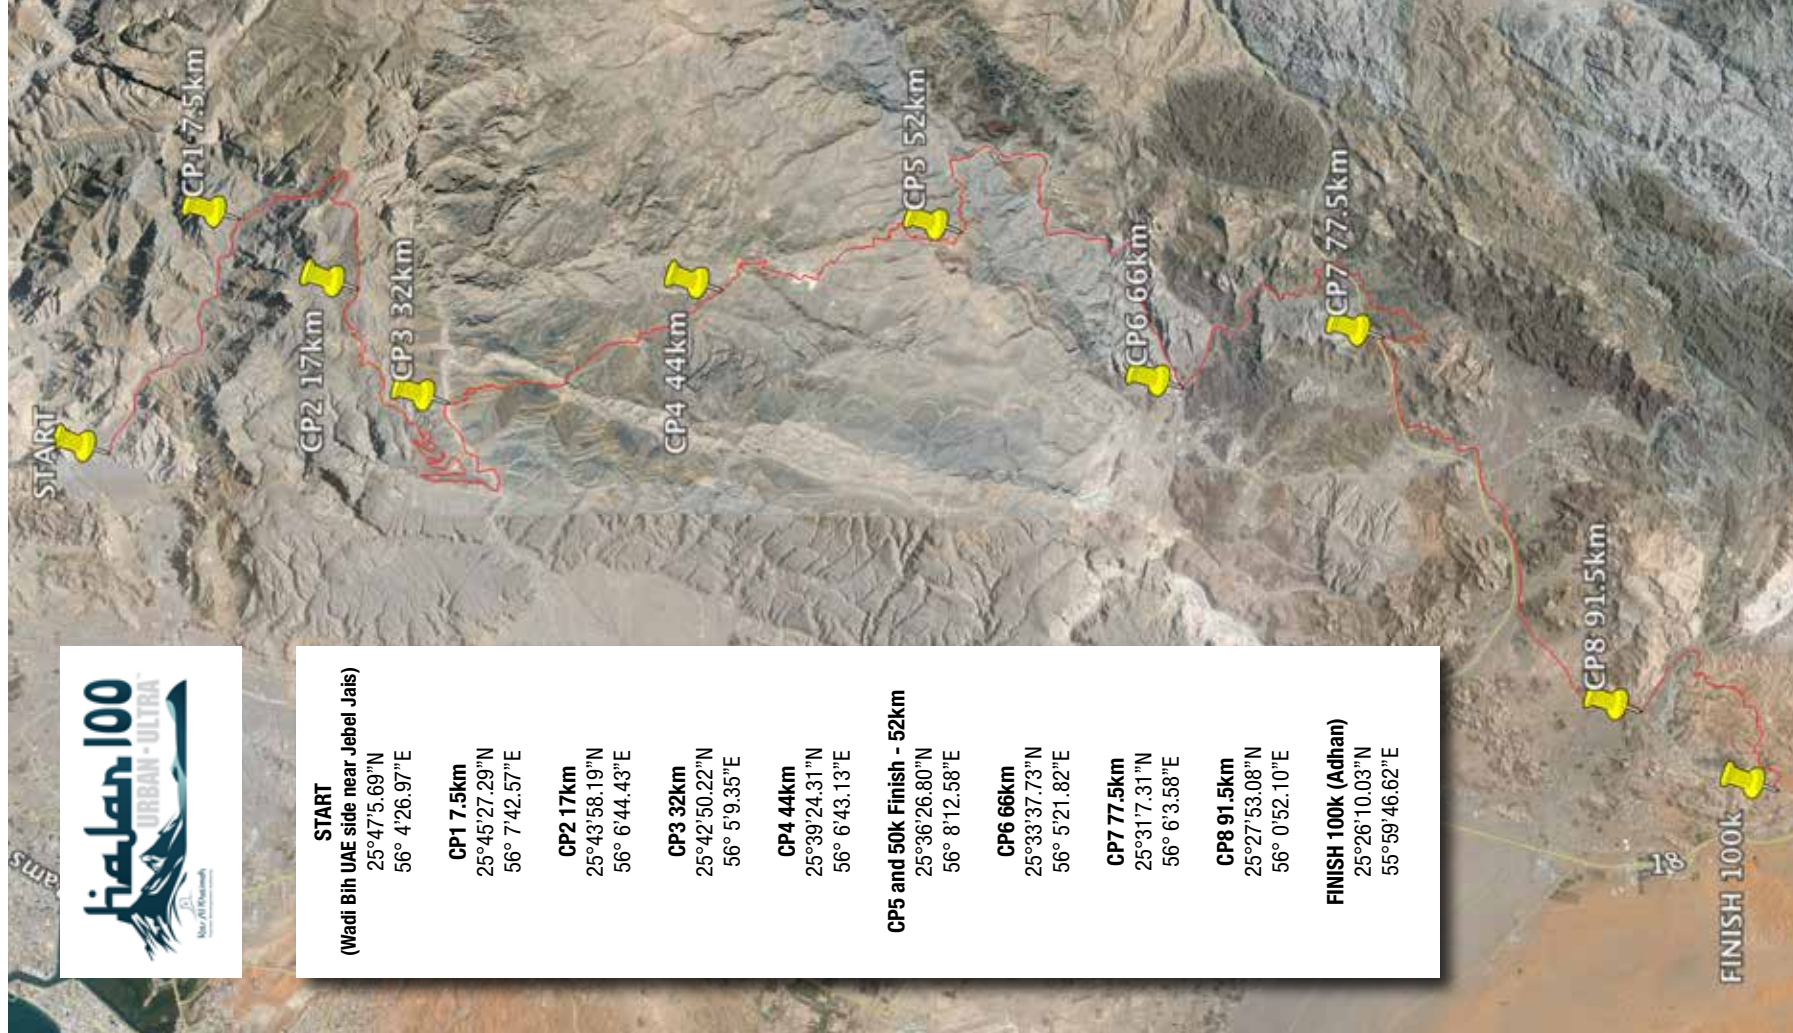 Jabal Jais 100
URBAN - ULTRA™
Ras Al Khaimah
START
(Wadi Bih UAE side near Jebel Jais)
25°47’5.69”N
56° 4’26.97”E
CP1 7.5km
25°45’27.29”N
56° 7’42.57”E
CP2 17km
25°43’58.19”N
56° 6’44.43”E
CP3 32km
25°42’50.22”N
56° 5’9.35”E
CP4 44km
25°39’24.31”N
56° 6’43.13”E
CP5 and 50k Finish - 52km
25°36’26.80”N
56° 8’12.58”E
CP6 66km
25°33’37.73”N
56° 5’21.82”E
CP7 77.5km
25°31’7.31”N
56° 6’3.58”E
CP8 91.5km
25°27’53.08”N
56° 0’52.10”E
FINISH 100k (Adhan)
25°26’10.03”N
55°59’46.62”E
START
CP1 7.5km
CP2 17km
CP3 32km
CP4 44km
CP5 52km
CP6 66km
CP7 77.5km
CP8 91.5km
FINISH 100k
18